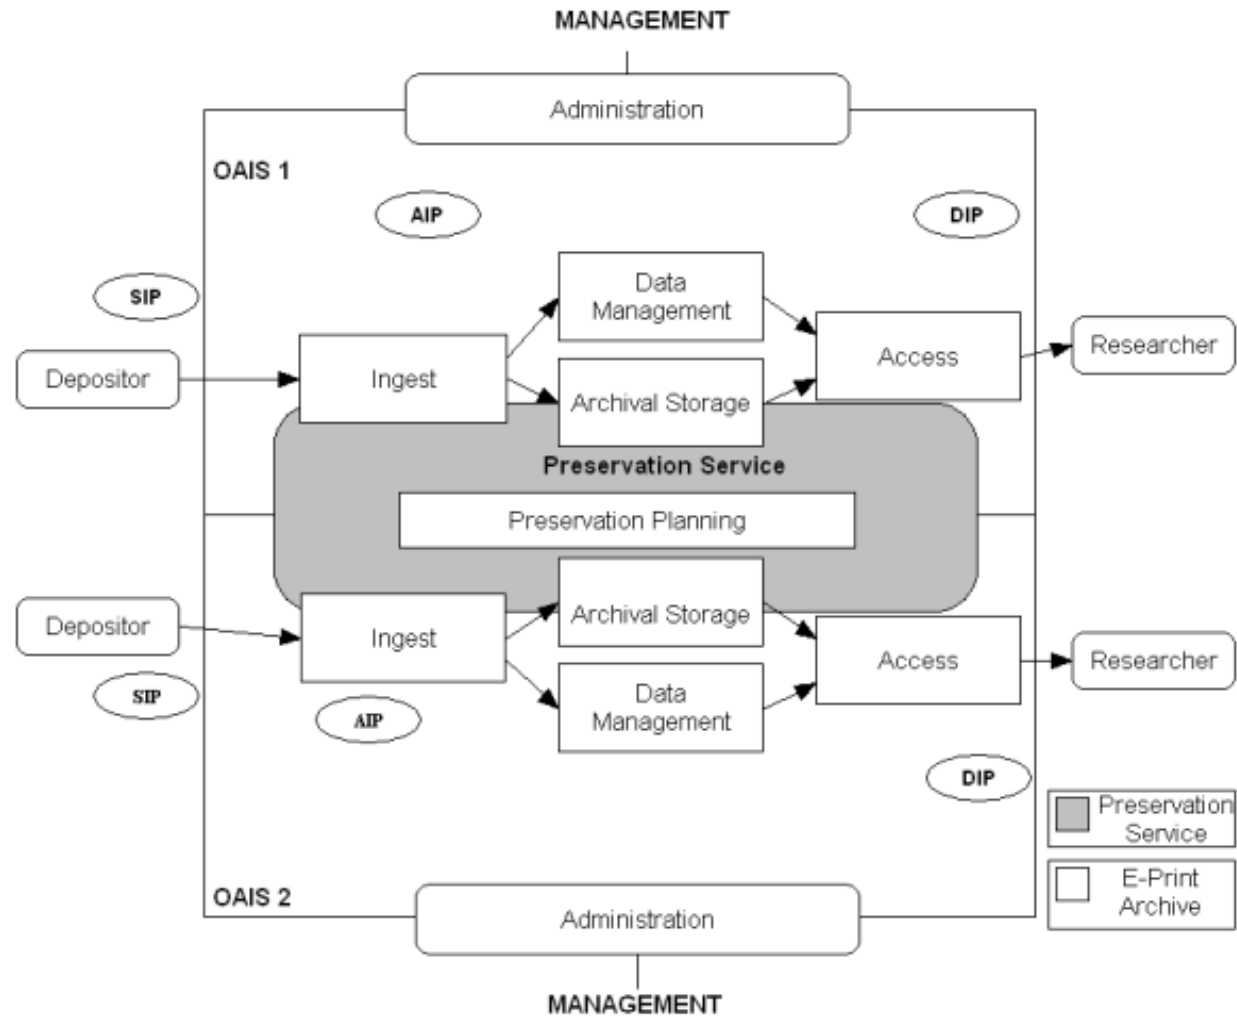 MANAGEMENT
Administration
OAIS 1
AIP
DIP
SIP
Data
Management
Depositor
Ingest
Archival Storage
Access
Researcher
Preservation Service
Preservation Planning
Depositor
Ingest
Archival Storage
Access
Researcher
SIP
AIP
Data
Management
DIP
Preservation
Service
E-Print
Archive
OAIS 2
Administration
MANAGEMENT